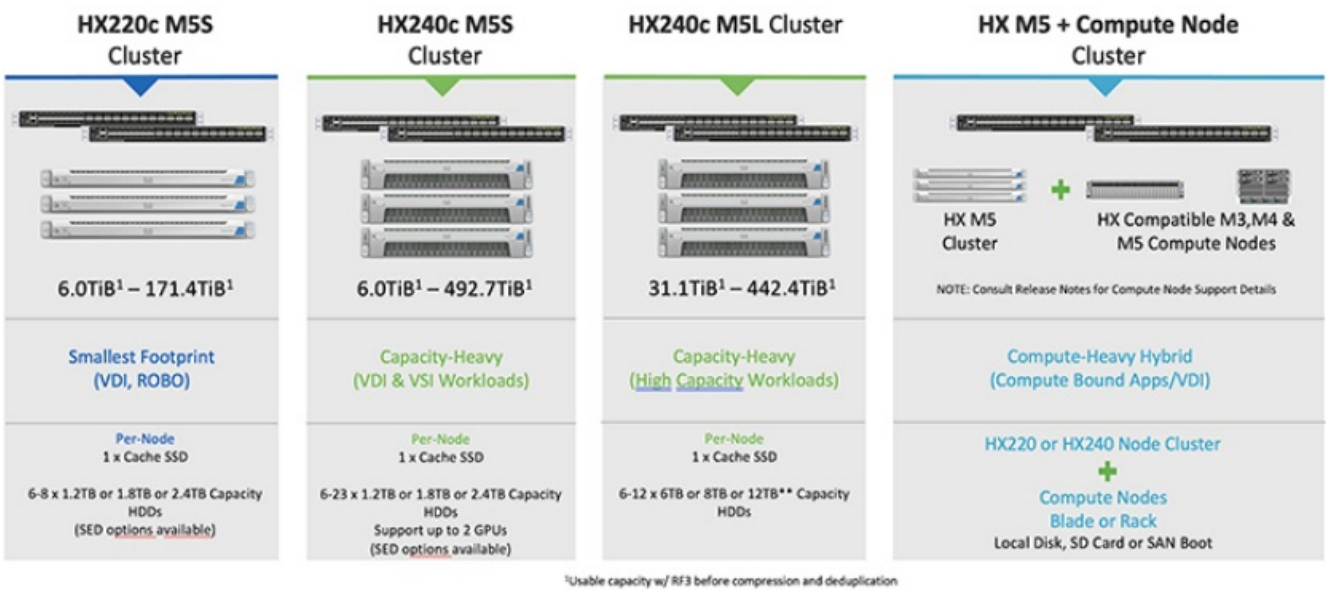 HX220c M5S
Cluster
6.0TiB¹ – 171.4TiB¹
Smallest Footprint
(VDI, ROBO)
Per-Node
1 x Cache SSD
6-8 x 1.2TB or 1.8TB or 2.4TB Capacity
HDDs
(SED options available)
HX240c M5S
Cluster
6.0TiB¹ – 492.7TiB¹
Capacity-Heavy
(VDI & VSI Workloads)
Per-Node
1 x Cache SSD
6-23 x 1.2TB or 1.8TB or 2.4TB Capacity
HDDs
Support up to 2 GPUs
(SED options available)
HX240c M5L Cluster
31.1TiB¹ – 442.4TiB¹
Capacity-Heavy
(High Capacity Workloads)
Per-Node
1 x Cache SSD
6-12 x 6TB or 8TB or 12TB** Capacity
HDDs
HX M5 + Compute Node
Cluster
HX M5
Cluster
HX Compatible M3,M4 &
M5 Compute Nodes
NOTE: Consult Release Notes for Compute Node Support Details
Compute-Heavy Hybrid
(Compute Bound Apps/VDI)
HX220 or HX240 Node Cluster
+
Compute Nodes
Blade or Rack
Local Disk, SD Card or SAN Boot
¹Usable capacity w/ RF3 before compression and deduplication